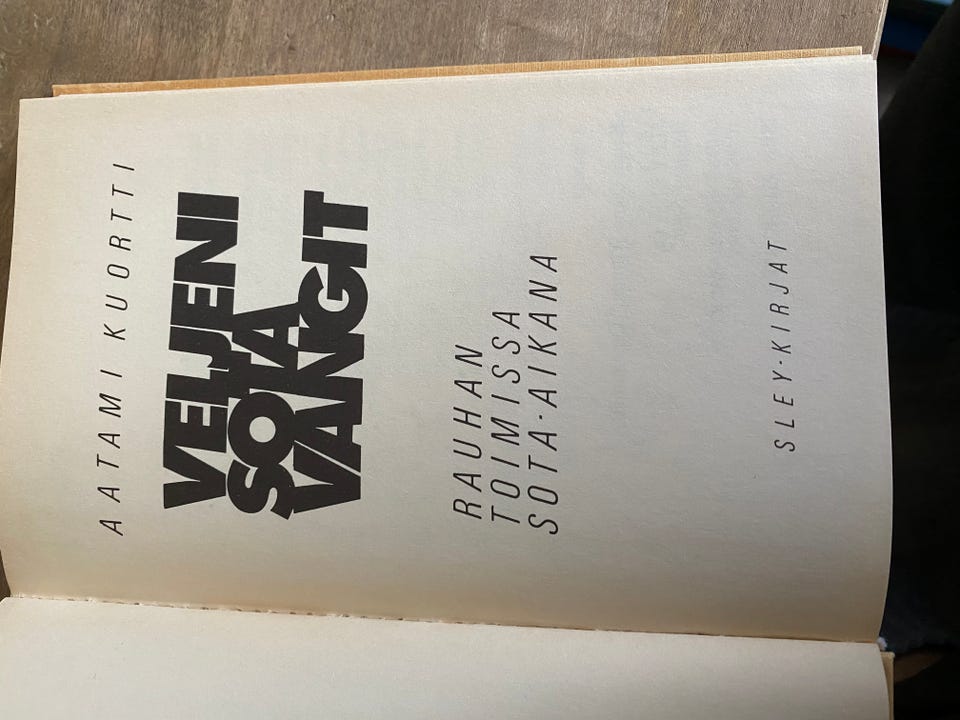 AATAMI KUORTTI
VELJENI
SOTA
VANGIT
RAUHAN
TOIMISSA
SOTA-AIKANA
SLEY-KIRJAT